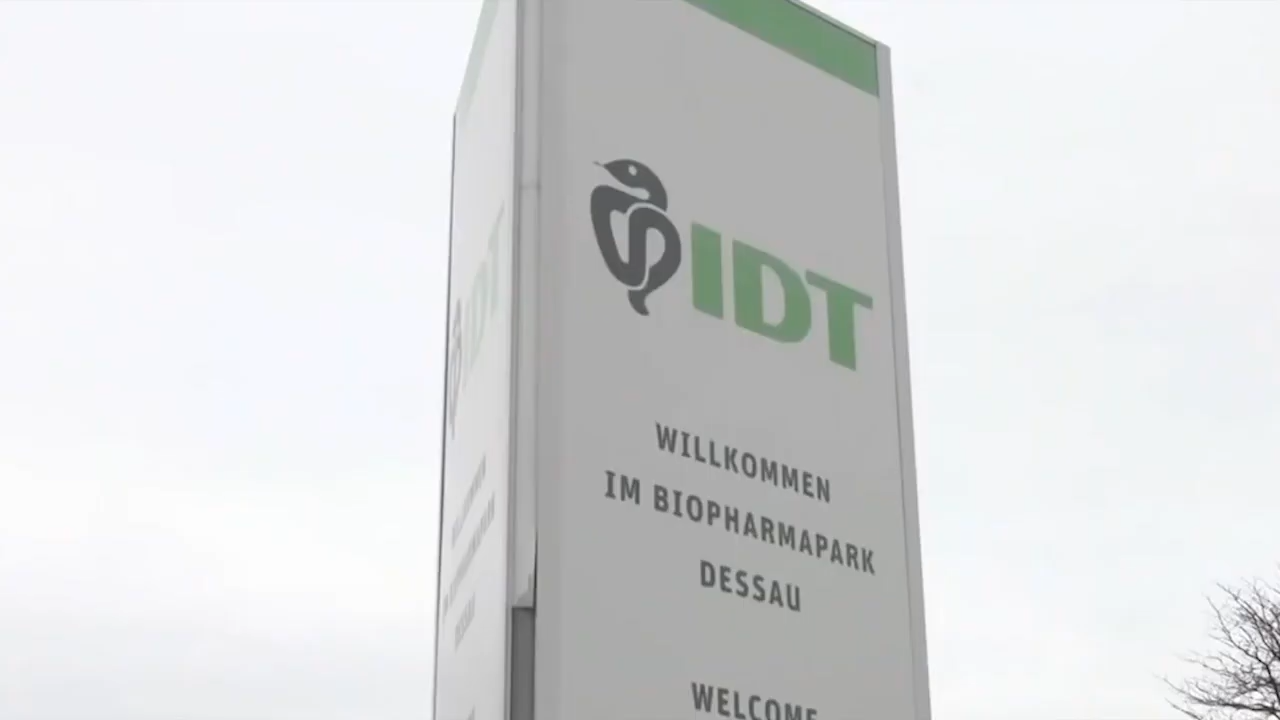 IDT
WILLKOMMEN
IM BIOPHARMAPARK
DESSAU
WELCOME